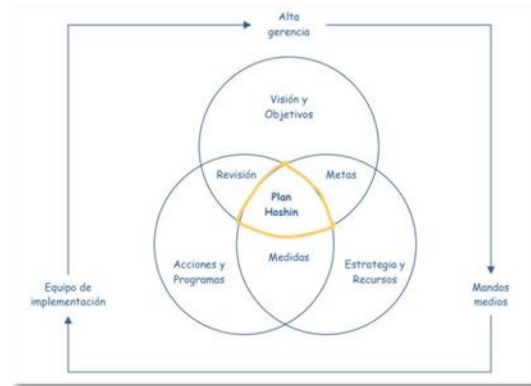 Alta
gerencia
Visión y
Objetivos
Revisión
Metas
Plan
Hoshin
Acciones y
Programas
Medidas
Estrategia y
Recursos
Equipo de
implementación
Mandos
medios